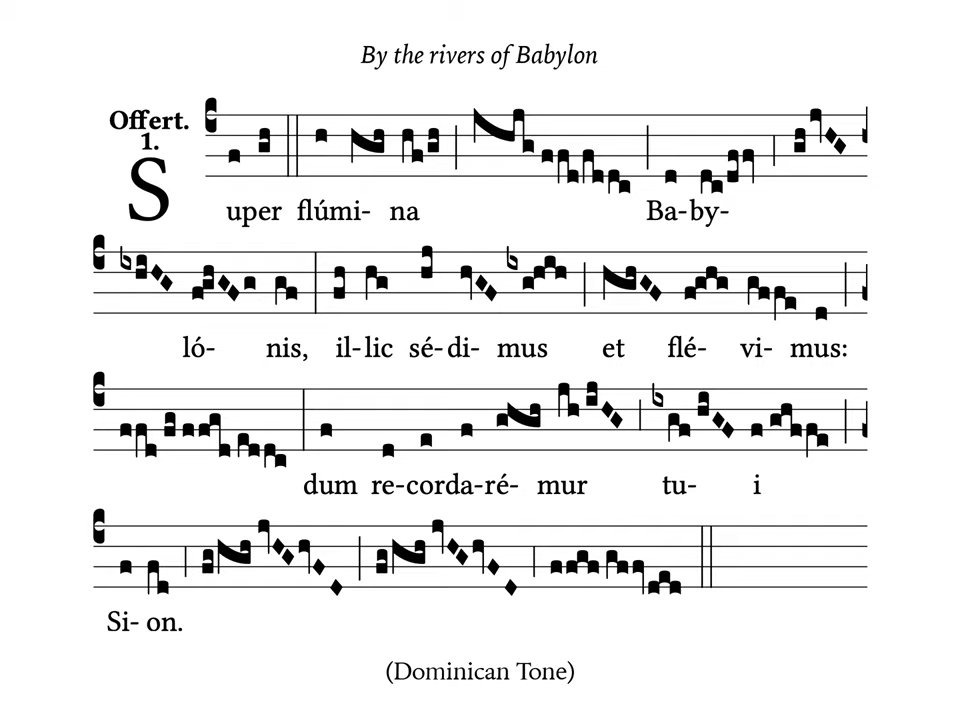 By the rivers of Babylon
Offert.
1.
Super flúmi- na Ba-by-
ló- nis, il-lic sé-di- mus et flé- vi- mus:
dum re-corda-ré- mur tu- i
Si- on.
(Dominican Tone)